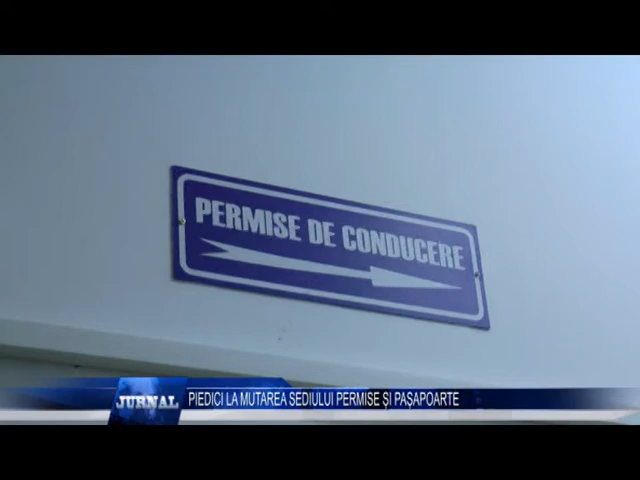 PERMISE DE CONDUCERE
JURNAL
PIEDICI LA MUTAREA SEDIULUI PERMISE ȘI PAȘAPOARTE